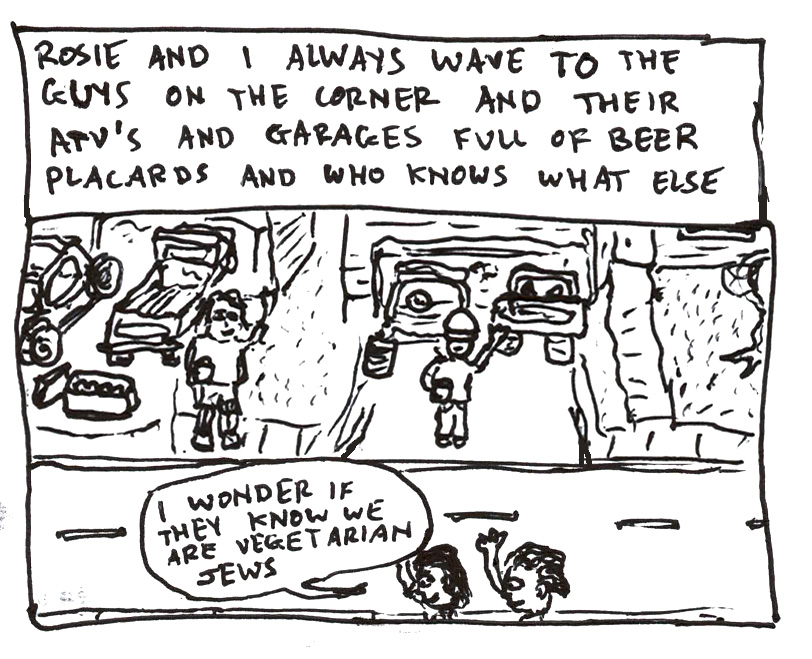 ROSIE AND I ALWAYS WAVE TO THE
GUYS ON THE CORNER AND THEIR
ATV'S AND GARAGES FULL OF BEER
PLACARDS AND WHO KNOWS WHAT ELSE
I WONDER IF
THEY KNOW WE
ARE VEGETARIAN
JEWS